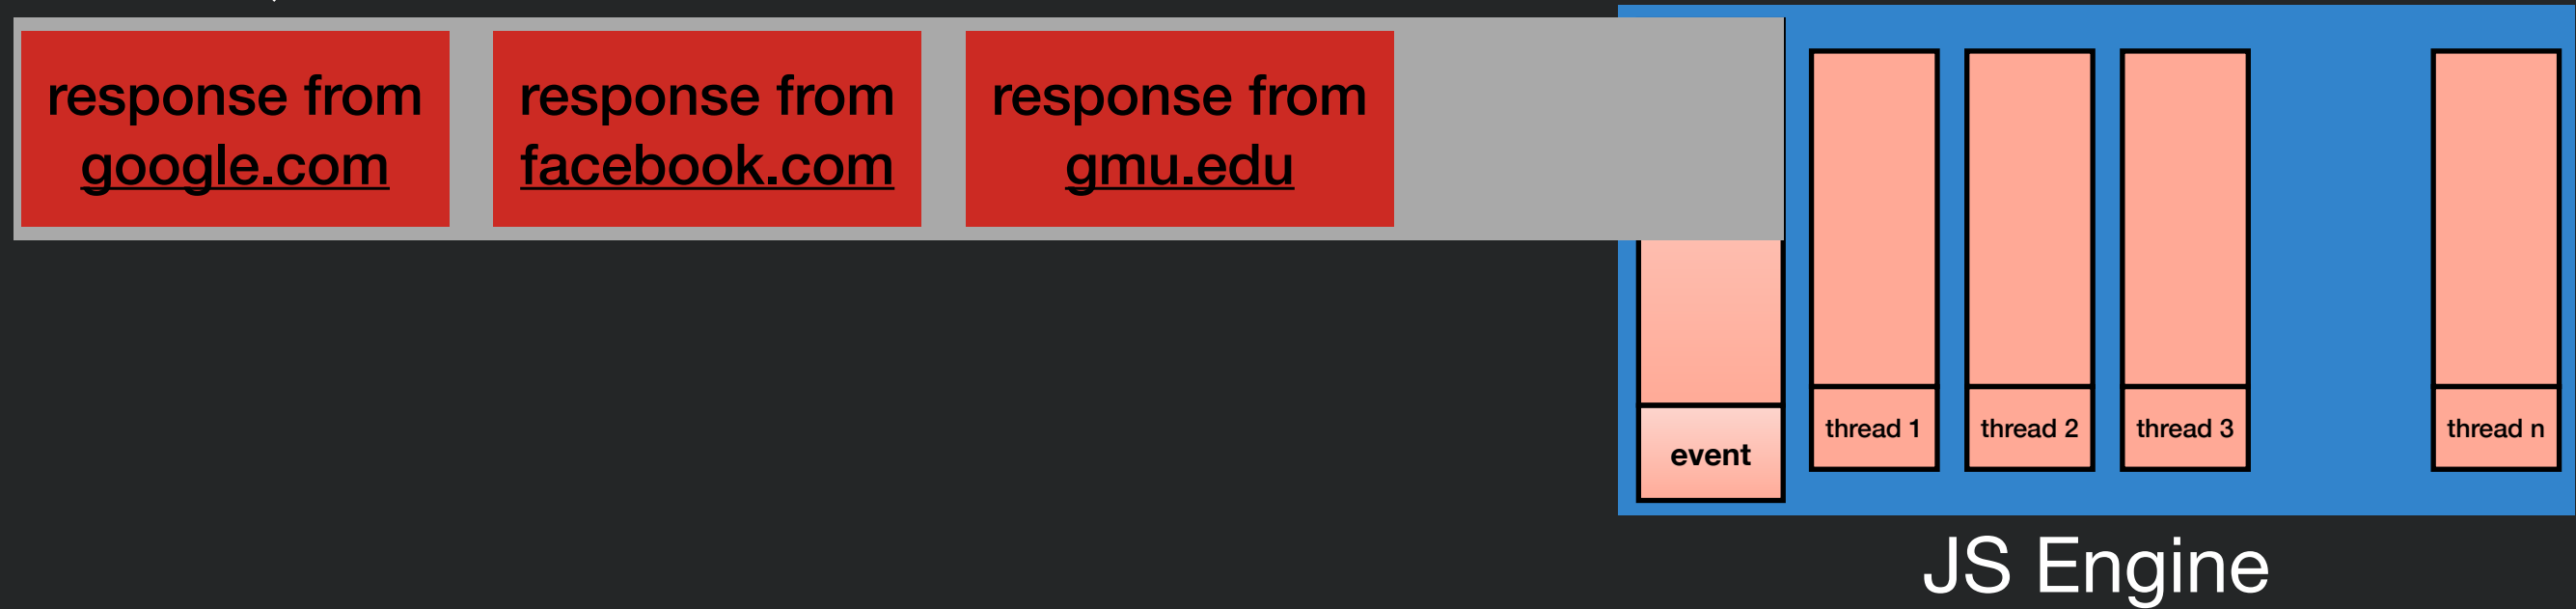 response from
google.com
response from
facebook.com
response from
gmu.edu
event
thread 1
thread 2
thread 3
thread n
JS Engine